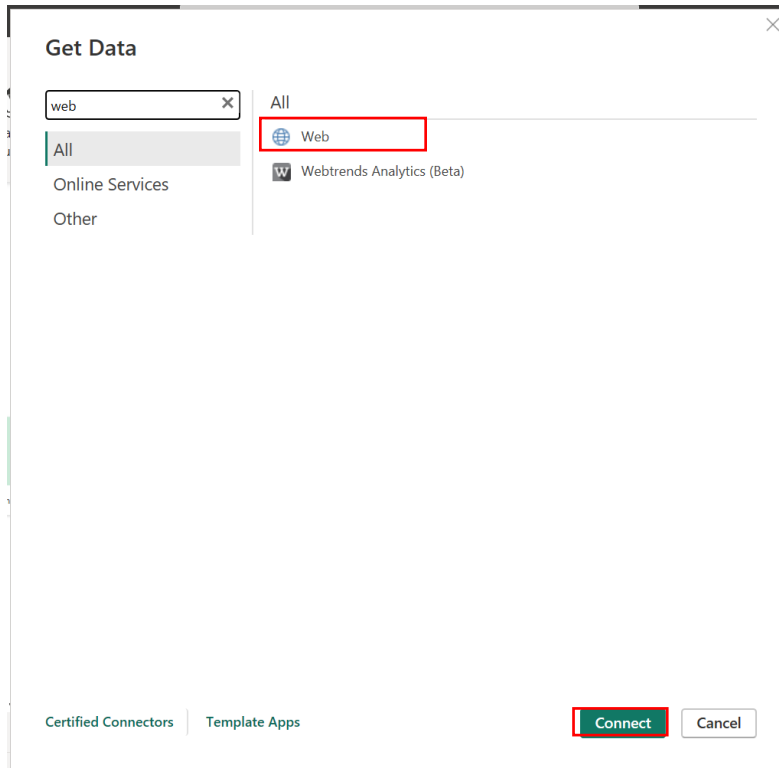 Get Data
web
All
Online Services
Other
All
Web
Webtrends Analytics (Beta)
Certified Connectors
Template Apps
Connect
Cancel